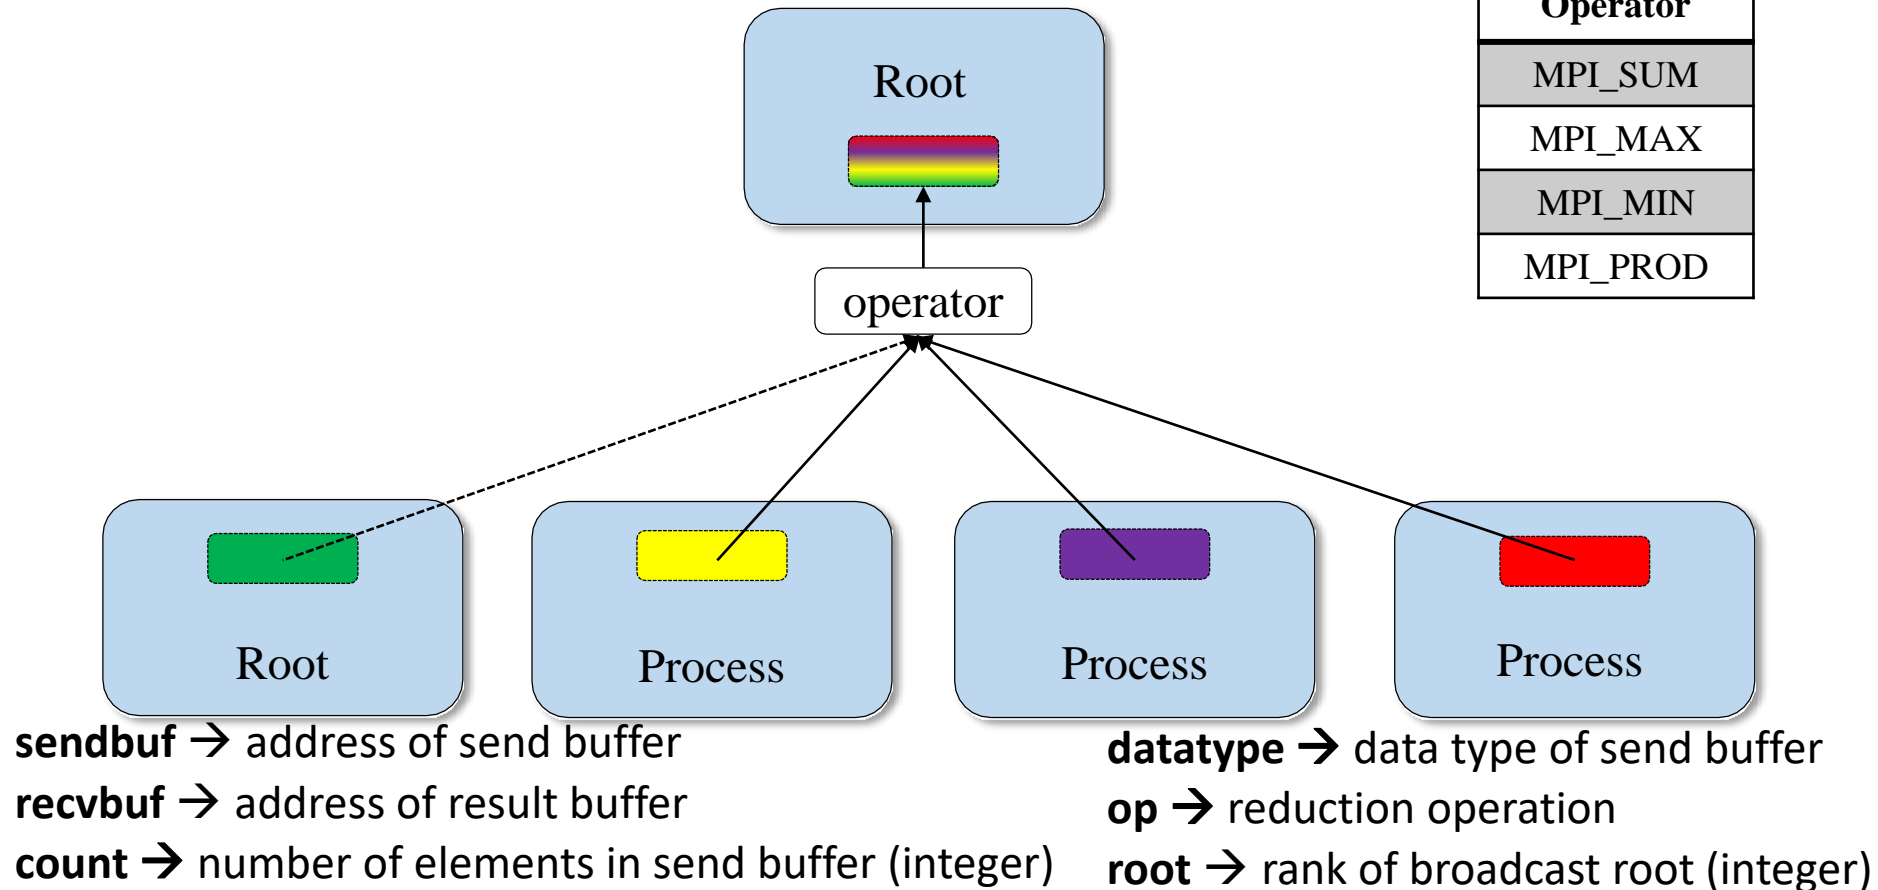 Operator
Root
MPI_SUM
MPI_MAX
MPI_MIN
MPI_PROD
operator
Root
Process
Process
Process
sendbuf → address of send buffer
recvbuf → address of result buffer
count → number of elements in send buffer (integer)
datatype → data type of send buffer
op → reduction operation
root → rank of broadcast root (integer)